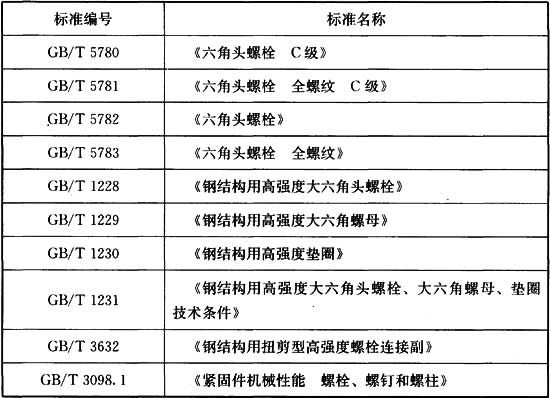 标准编号 标准名称
GB/T 5780 《六角头螺栓 C级》
GB/T 5781 《六角头螺栓 全螺纹 C级》
GB/T 5782 《六角头螺栓》
GB/T 5783 《六角头螺栓 全螺纹》
GB/T 1228 《钢结构用高强度大六角头螺栓》
GB/T 1229 《钢结构用高强度大六角螺母》
GB/T 1230 《钢结构用高强度垫圈》
GB/T 1231 《钢结构用高强度大六角头螺栓、大六角螺母、垫圈
技术条件》
GB/T 3632 《钢结构用扭剪型高强度螺栓连接副》
GB/T 3098.1 《紧固件机械性能 螺栓、螺钉和螺柱》